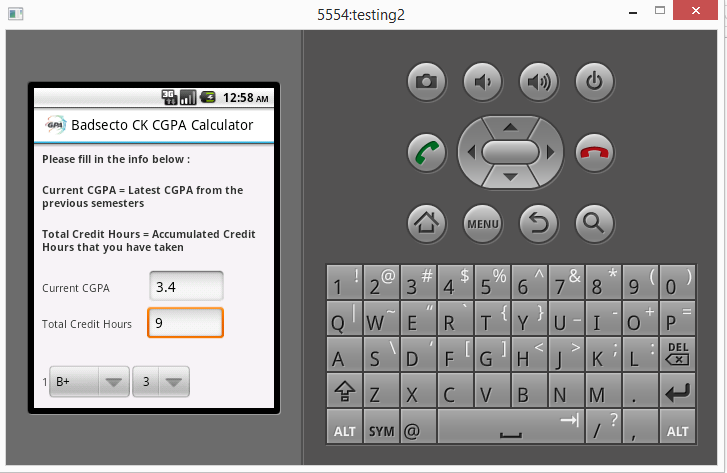 5554:testing2
3G
12:58 AM
GPA Badsecto CK CGPA Calculator
Please fill in the info below :
Current CGPA = Latest CGPA from the
previous semesters
Total Credit Hours = Accumulated Credit
Hours that you have taken
Current CGPA 3.4
Total Credit Hours 9
1 B+ 3
MENU
1 ! 2 @ 3 # 4 $ 5 % 6 ^ 7 & 8 * 9 ( 0 )
Q | W ~ E " R ` T { Y } U _ I - O + P =
A S \ D ' F [ G ] H < J > K ; L : DEL
Z X C V B N M .
ALT SYM @ / ? , ALT